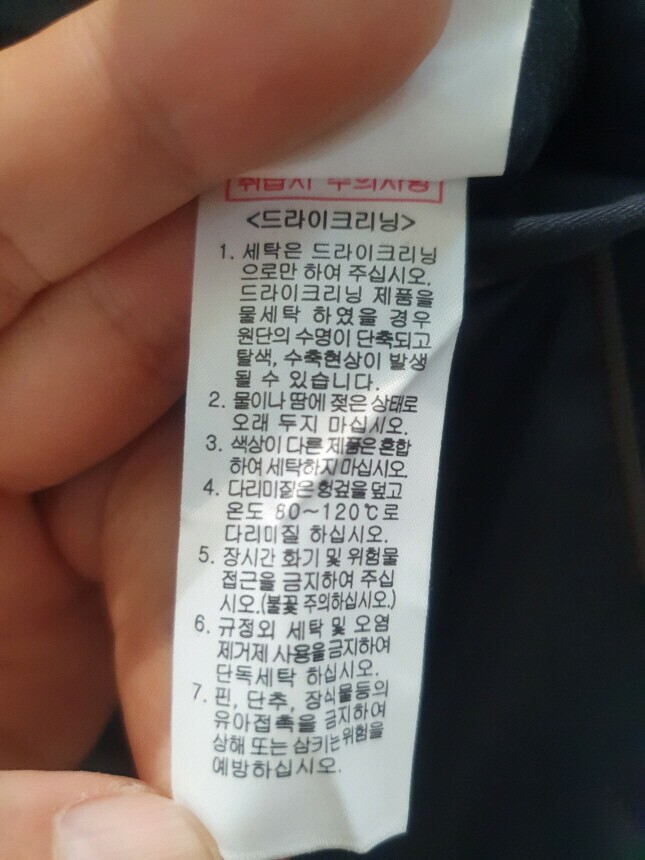 취급시 주의사항
<드라이크리닝>
1. 세탁은 드라이크리닝
으로만 하여 주십시오.
드라이크리닝 제품을
물세탁 하였을 경우
원단의 수명이 단축되고
탈색, 수축현상이 발생
될 수 있습니다.
2. 물이나 땀에 젖은 상태로
오래 두지 마십시오.
3. 색상이 다른 제품은 혼합
하여 세탁하지 마십시오.
4. 다리미질은 헝겊을 덮고
온도 80~120℃로
다리미질 하십시오.
5. 장시간 화기 및 위험물
접근을 금지하여 주십
시오.(불꽃 주의하십시오.)
6. 규정외 세탁 및 오염
제거제 사용을 금지하여
단독세탁 하십시오.
7. 핀, 단추, 장식물등의
유아접촉을 금지하여
상해 또는 삼키는 위험을
예방하십시오.